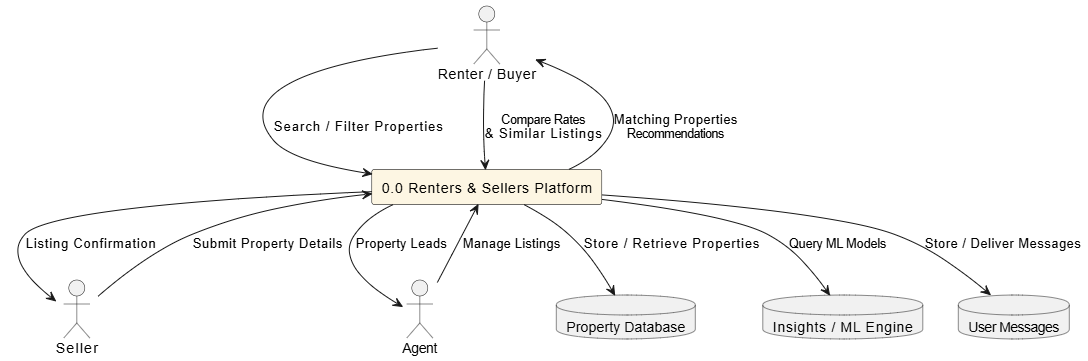 Renter / Buyer
Search / Filter Properties
Compare Rates
& Similar Listings
Matching Properties
Recommendations
0.0 Renters & Sellers Platform
Listing Confirmation
Submit Property Details
Property Leads
Manage Listings
Store / Retrieve Properties
Query ML Models
Store / Deliver Messages
Seller
Agent
Property Database
Insights / ML Engine
User Messages